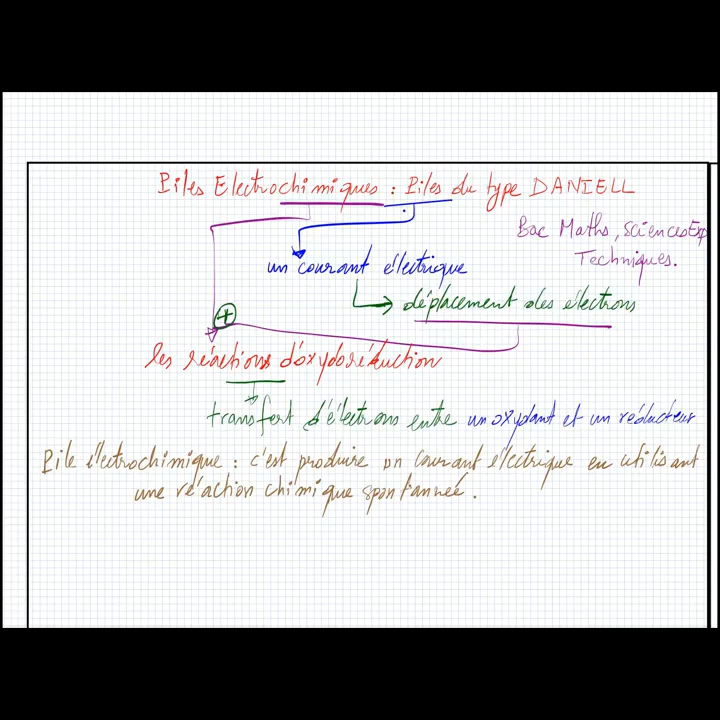 Piles Electrochimiques : Piles du type DANIELL
Bac Maths, Sciences Exp
Techniques.
un courant électrique
déplacement des électrons
+
les réactions d'oxydoréduction
transfert d'électrons entre un oxydant et un réducteur
Pile électrochimique : c'est produire un courant électrique en utilisant
une réaction chimique spontannée.